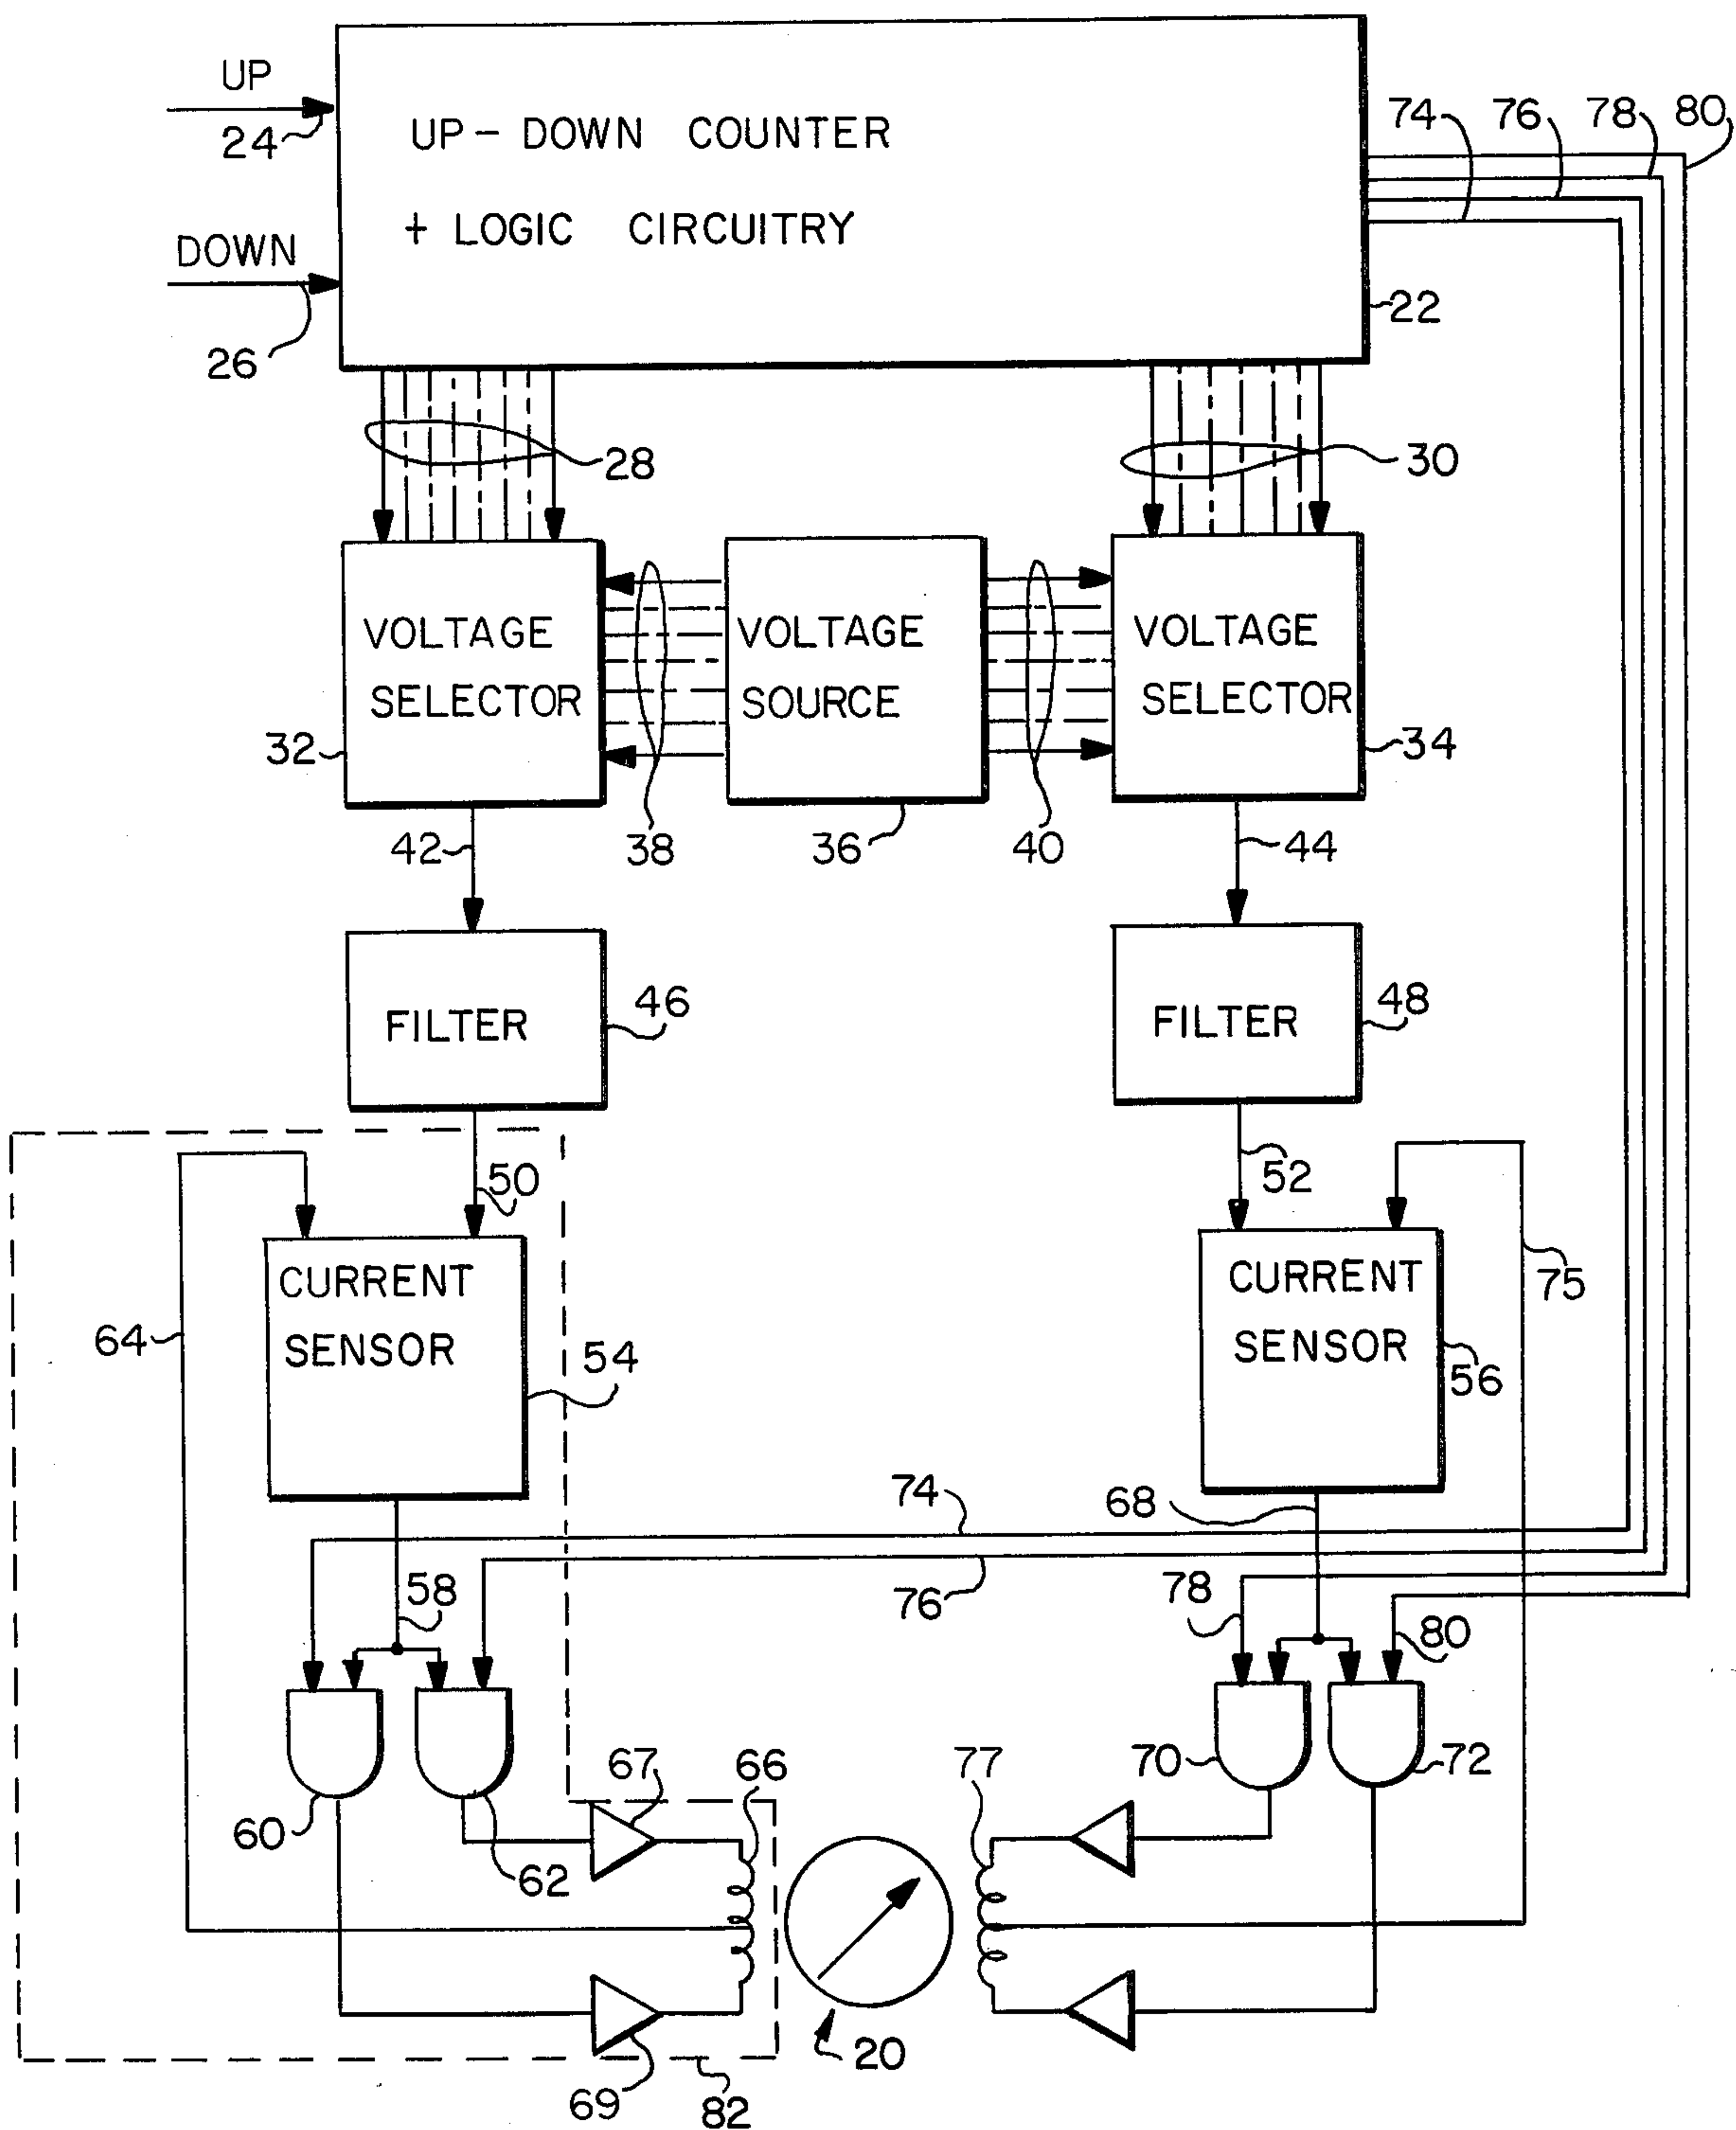 UP
24
UP-DOWN COUNTER
+ LOGIC CIRCUITRY
DOWN
26
74 76 78 80
22
28
30
VOLTAGE
SELECTOR
32
VOLTAGE
SOURCE
VOLTAGE
SELECTOR
34
42
38
36
40
44
FILTER
46
FILTER
48
50
52
CURRENT
SENSOR
64
54
CURRENT
SENSOR
56
75
74
68
76
58
78
80
60
62
67
66
77
70
72
20
69
82